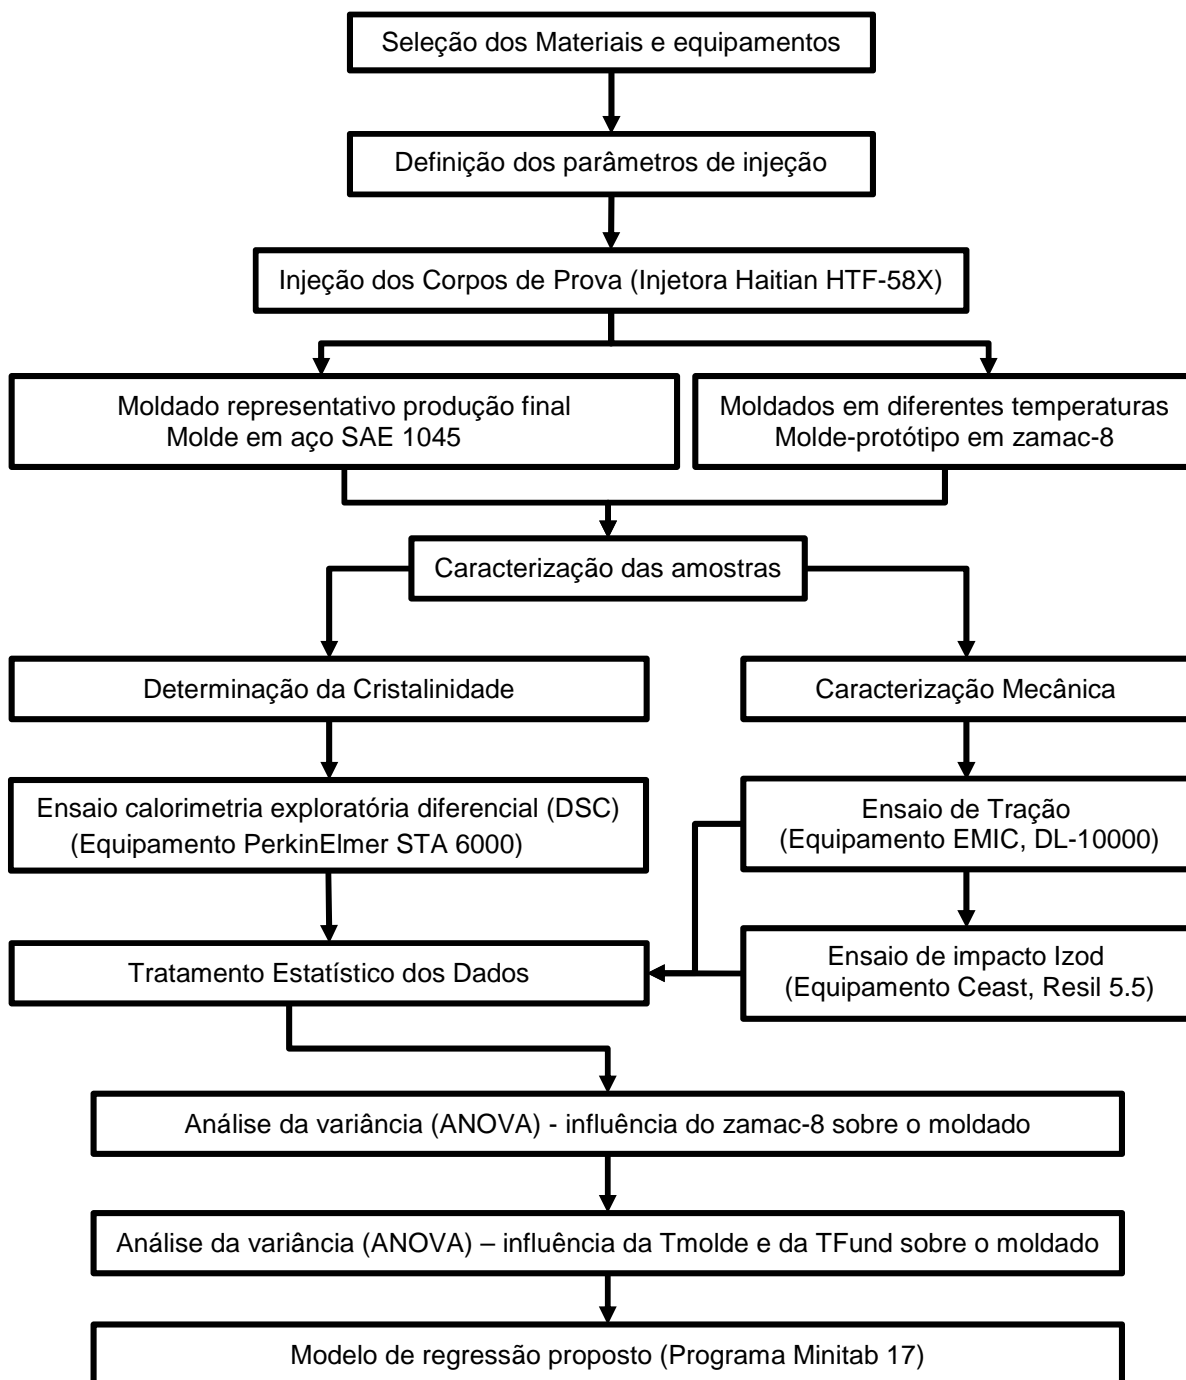 Seleção dos Materiais e equipamentos
Definição dos parâmetros de injeção
Injeção dos Corpos de Prova (Injetora Haitian HTF-58X)
Moldado representativo produção final
Molde em aço SAE 1045
Moldados em diferentes temperaturas
Molde-protótipo em zamac-8
Caracterização das amostras
Determinação da Cristalinidade
Caracterização Mecânica
Ensaio calorimetria exploratória diferencial (DSC)
(Equipamento PerkinElmer STA 6000)
Ensaio de Tração
(Equipamento EMIC, DL-10000)
Tratamento Estatístico dos Dados
Ensaio de impacto Izod
(Equipamento Ceast, Resil 5.5)
Análise da variância (ANOVA) - influência do zamac-8 sobre o moldado
Análise da variância (ANOVA) – influência da Tmolde e da TFund sobre o moldado
Modelo de regressão proposto (Programa Minitab 17)